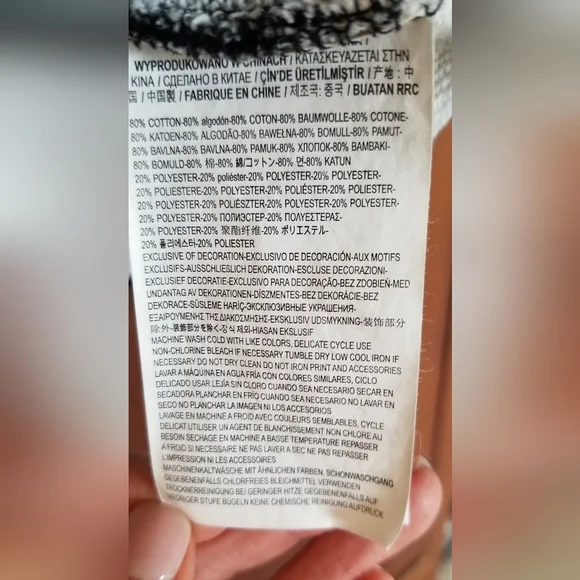 WYPRODUKOWANO W CHINACH / ΚΑΤΑΣΚΕΥΑΖΕΤΑΙ ΣΤΗΝ
KINA / СДЕЛАНО В КИТАЕ / ÇİN'DE ÜRETİLMİŞTİR / 产地: 中
国 / 中国製 / FABRIQUE EN CHINE / 제조국: 중국 / BUATAN RRC
80% COTTON-80% algodón-80% COTON-80% BAUMWOLLE-80% COTONE-
80% KATOEN-80% ALGODÃO-80% BAWEŁNA-80% BOMULL-80% PAMUT-
80% BAVLNA-80% BAVLNA-80% PAMUK-80% ХЛОПОК-80% ΒΑΜΒΑΚΙ-
80% BOMULD-80% 棉-80% 綿/コットン-80% 면-80% KATUN
20% POLYESTER-20% poliéster-20% POLYESTER-20% POLYESTER-
20% POLIESTERE-20% POLYESTER-20% POLIÉSTER-20% POLIESTER-
20% POLYESTER-20% POLIÉSZTER-20% POLYESTER-20% POLYESTER-
20% POLYESTER-20% ПОЛИЭСТЕР-20% ΠΟΛΥΕΣΤΕΡΑΣ-
20% POLYESTER-20% 聚酯纤维-20% ポリエステル-
20% 폴리에스터-20% POLIESTER
EXCLUSIVE OF DECORATION-EXCLUSIVO DE DECORACIÓN-AUX MOTIFS
EXCLUSIFS-AUSSCHLIESLICH DEKORATION-ESCLUSE DECORAZIONI-
EXCLUSIEF DECORATIE-EXCLUSIVO PARA DECORAÇÃO-BEZ ZDOBIEŃ-MED
UNDANTAG AV DEKORATIONEN-DÍSZMENTES-BEZ DEKORÁCIE-BEZ
DEKORACE-SÜSLEME HARİÇ-ЭКСКЛЮЗИВНЫЕ УКРАШЕНИЯ-
ΕΞΑΙΡΟΥΜΕΝΗΣ ΤΗΣ ΔΙΑΚΟΣΜΗΣΗΣ-EKSKLUSIV UDSMYKNING-装饰部分
除外-装飾部分を除く-장식 제외-HIASAN EKSLUSIF
MACHINE WASH COLD WITH LIKE COLORS, DELICATE CYCLE USE
NON-CHLORINE BLEACH IF NECESSARY TUMBLE DRY LOW COOL IRON IF
NECESSARY DO NOT DRY CLEAN DO NOT IRON PRINT AND ACCESSORIES
LAVAR A MÁQUINA EN AGUA FRÍA CON COLORES SIMILARES, CICLO
DELICADO USAR LEJÍA SIN CLORO CUANDO SEA NECESARIO SECAR EN
SECADORA PLANCHAR EN FRÍO CUANDO SEA NECESARIO NO LAVAR EN
SECO NO PLANCHAR LA IMAGEN NI LOS ACCESORIOS
LAVAGE EN MACHINE A FROID AVEC COULEURS SEMBLABLES, CYCLE
DELICAT UTILISER UN AGENT DE BLANCHISSEMENT NON CHLORE AU
BESOIN SECHAGE EN MACHINE A BASSE TEMPERATURE REPASSER
A FROID SI NECESSAIRE NE PAS LAVER A SEC NE PAS REPASSER
L'IMPRESSION NI LES ACCESSOIRES
MASCHINENKALTWÄSCHE MIT ÄHNLICHEN FARBEN, SCHONWASCHGANG
GEGEBENENFALLS CHLORFREIES BLEICHMITTEL VERWENDEN
TROCKNERREINIGUNG BEI GERINGER HITZE GEGEBENENFALLS AUF
NIEDRIGER STUFE BÜGELN KEINE CHEMISCHE REINIGUNG AUFDRUCK